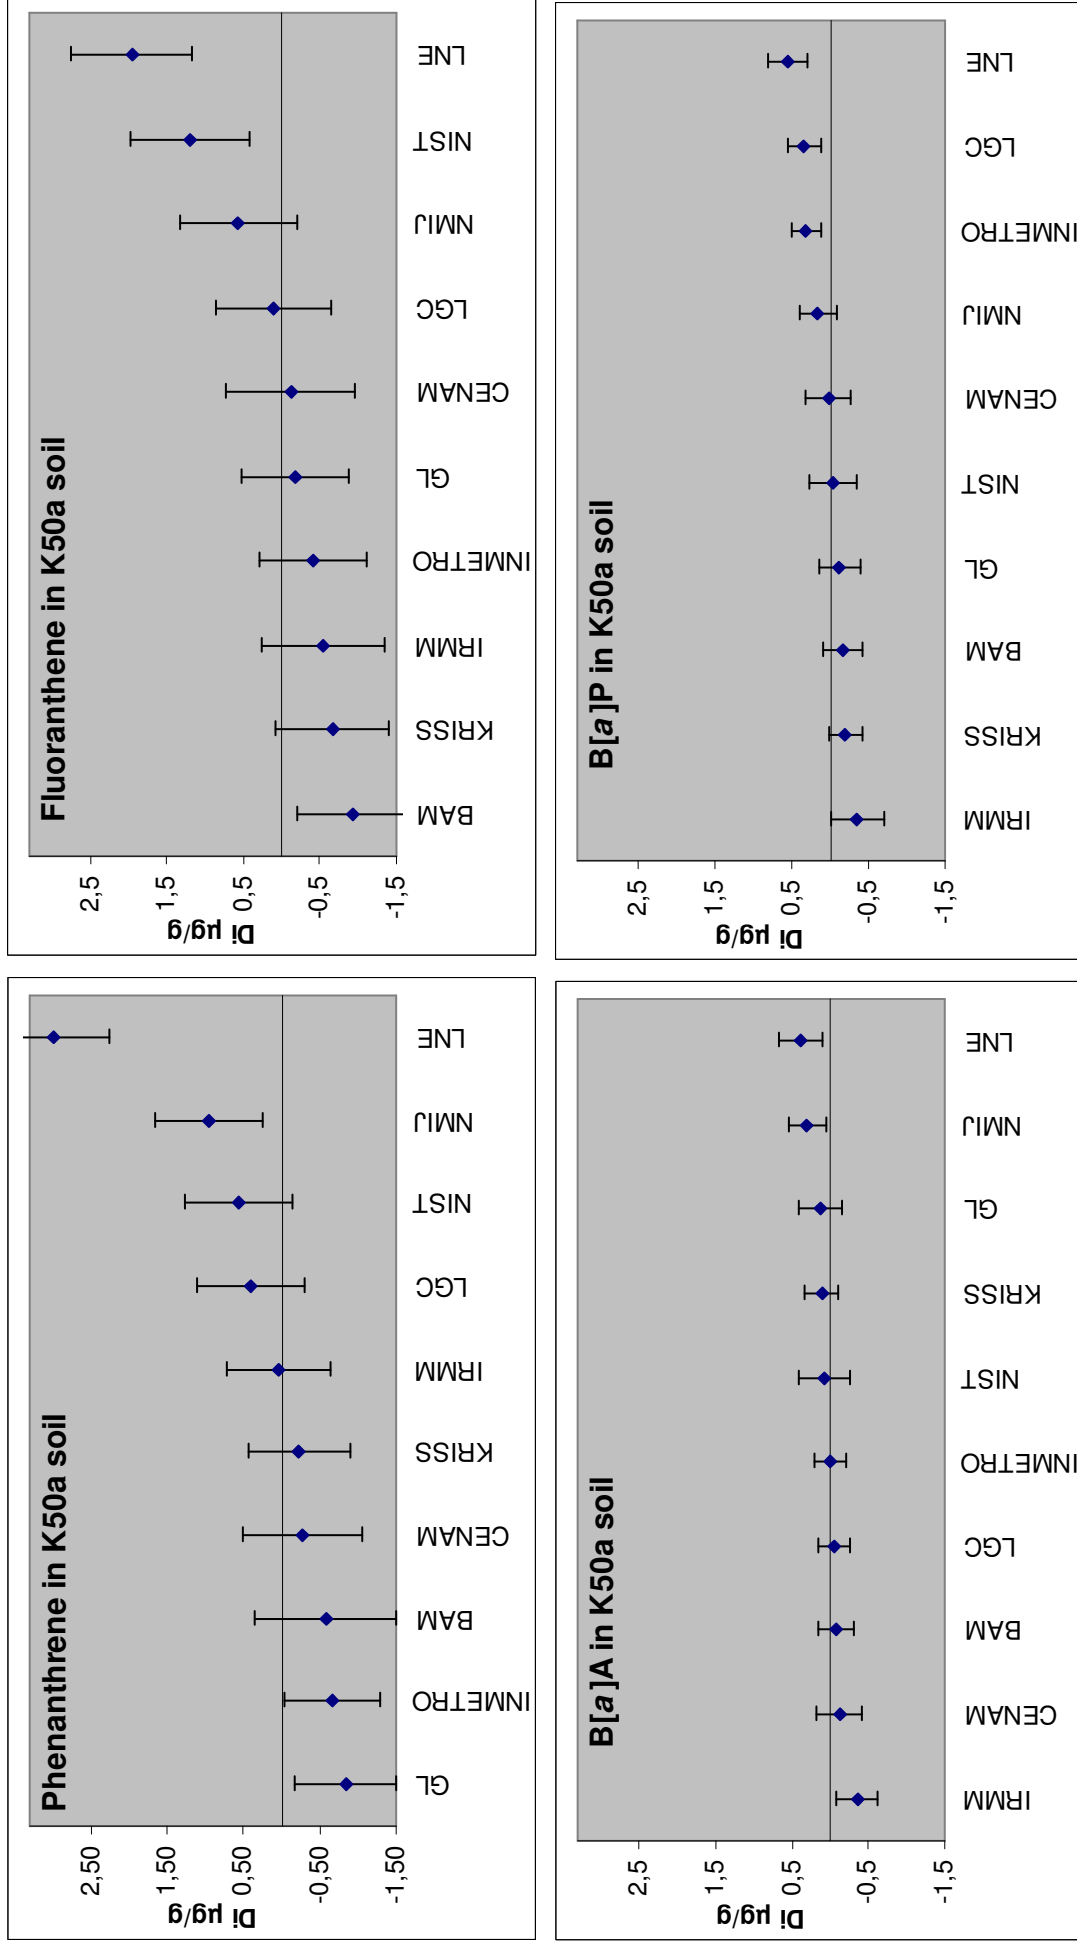 Phenanthrene in K50a soil
2,50
1,50
0,50
-0,50
-1,50
Di µg/g
GL
INMETRO
BAM
CENAM
KRISS
IRMM
LGC
NIST
NMIJ
LNE
Fluoranthene in K50a soil
2,5
1,5
0,5
-0,5
-1,5
Di µg/g
BAM
KRISS
IRMM
INMETRO
GL
CENAM
LGC
NMIJ
NIST
LNE
B[a]A in K50a soil
2,5
1,5
0,5
-0,5
-1,5
Di µg/g
IRMM
CENAM
BAM
LGC
INMETRO
NIST
KRISS
GL
NMIJ
LNE
B[a]P in K50a soil
2,5
1,5
0,5
-0,5
-1,5
Di µg/g
IRMM
KRISS
BAM
GL
NIST
CENAM
NMIJ
INMETRO
LGC
LNE